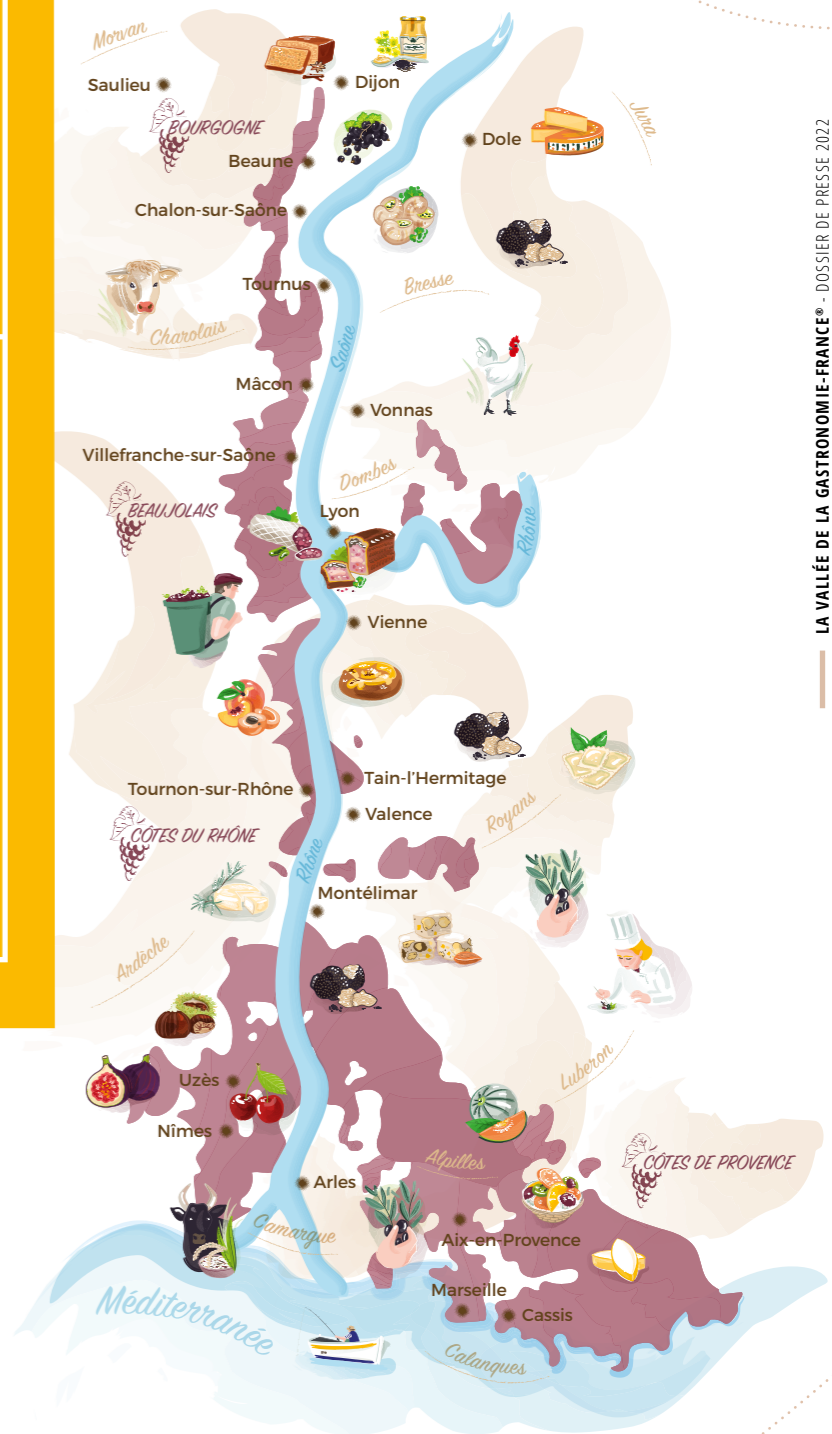 Morvan
Saulieu
Dijon
Jura
BOURGOGNE
Dole
Beaune
Chalon-sur-Saône
Tournus
Bresse
Charolais
Saône
Mâcon
Vonnas
Villefranche-sur-Saône
Dombes
BEAUJOLAIS
Lyon
Rhône
Vienne
Tain-l'Hermitage
Tournon-sur-Rhône
Royans
Valence
CÔTES DU RHÔNE
Rhône
Montélimar
Ardèche
Luberon
Uzès
Nîmes
Alpilles
CÔTES DE PROVENCE
Arles
Camargue
Aix-en-Provence
Marseille
Méditerranée
Cassis
Calanques
LA VALLÉE DE LA GASTRONOMIE-FRANCE® - DOSSIER DE PRESSE 2022